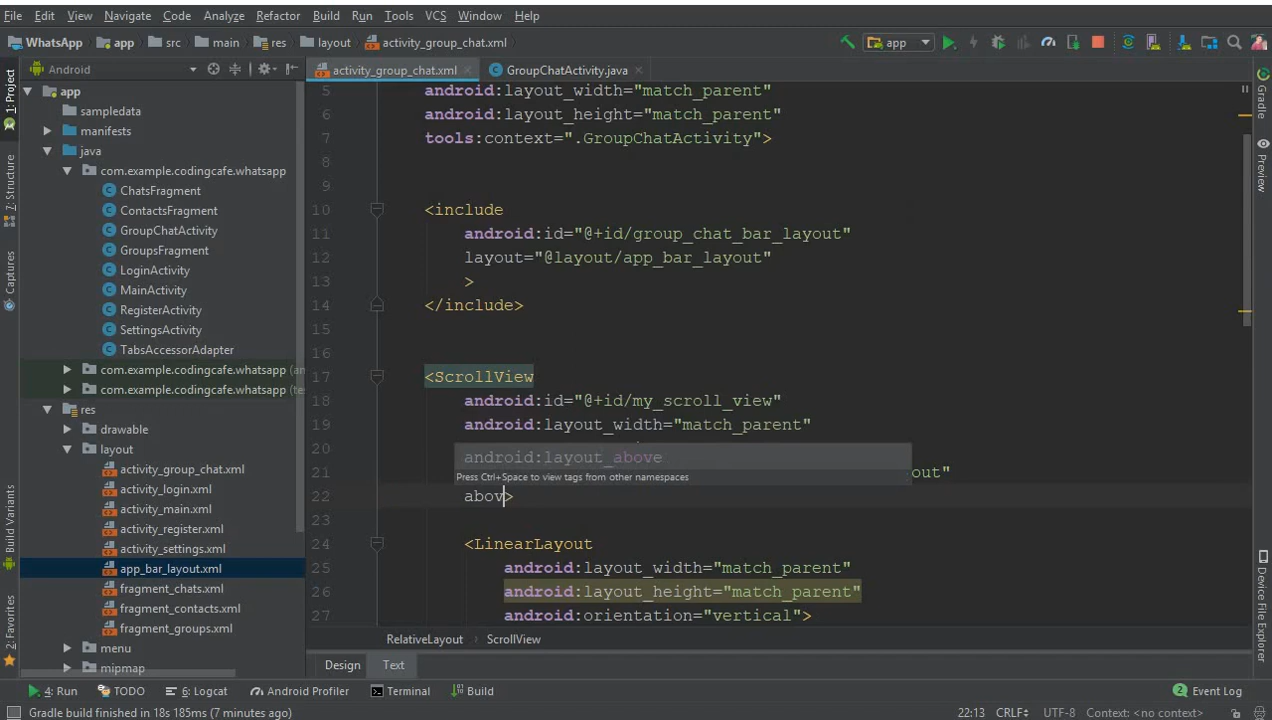 File Edit View Navigate Code Analyze Refactor Build Run Tools VCS Window Help
WhatsApp app src main res layout activity_group_chat.xml app
Android activity_group_chat.xml GroupChatActivity.java
1: Project
7: Structure
Captures
Build Variants
2: Favorites
app
sampledata
manifests
java
com.example.codingcafe.whatsapp
ChatsFragment
ContactsFragment
GroupChatActivity
GroupsFragment
LoginActivity
MainActivity
RegisterActivity
SettingsActivity
TabsAccessorAdapter
com.example.codingcafe.whatsapp
com.example.codingcafe.whatsapp
res
drawable
layout
activity_group_chat.xml
activity_login.xml
activity_main.xml
activity_register.xml
activity_settings.xml
app_bar_layout.xml
fragment_chats.xml
fragment_contacts.xml
fragment_groups.xml
menu
mipmap
5 android:layout_width="match_parent"
6 android:layout_height="match_parent"
7 tools:context=".GroupChatActivity">
8
9
10 <include
11 android:id="@+id/group_chat_bar_layout"
12 layout="@layout/app_bar_layout"
13 >
14 </include>
15
16
17 <ScrollView
18 android:id="@+id/my_scroll_view"
19 android:layout_width="match_parent"
20 android:layout_above
Press Ctrl+Space to view tags from other namespaces
21 out"
22 abov>
23
24 <LinearLayout
25 android:layout_width="match_parent"
26 android:layout_height="match_parent"
27 android:orientation="vertical">
RelativeLayout ScrollView
Design Text
Gradle
Preview
Device File Explorer
4: Run TODO 6: Logcat Android Profiler Terminal Build 2 Event Log
Gradle build finished in 18s 185ms (7 minutes ago) 22:13 CRLF UTF-8 Context: <no context>